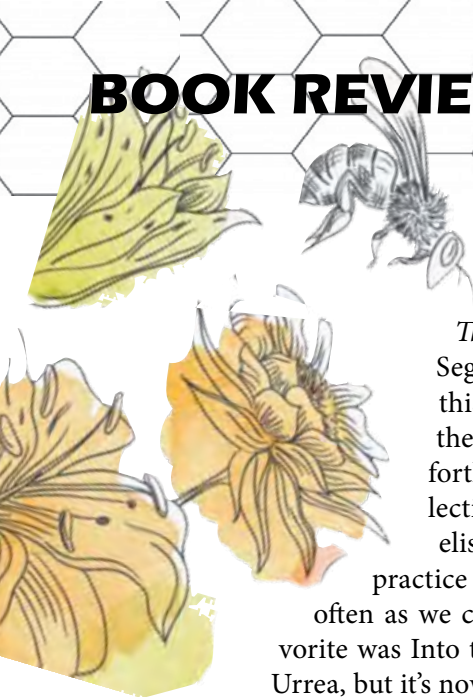 BOOK REVIE
Th
Seg
thi
the
fort
lecti
elis
practice
often as we c
vorite was Into t
Urrea, but it's nov